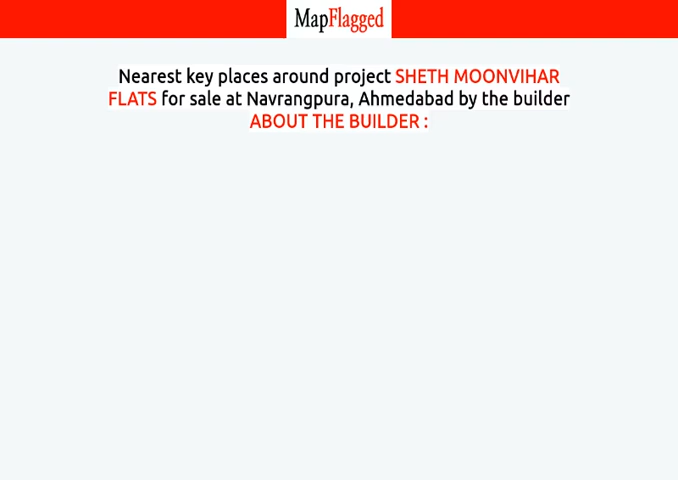 MapFlagged
Nearest key places around project SHETH MOONVIHAR
FLATS for sale at Navrangpura, Ahmedabad by the builder
ABOUT THE BUILDER :